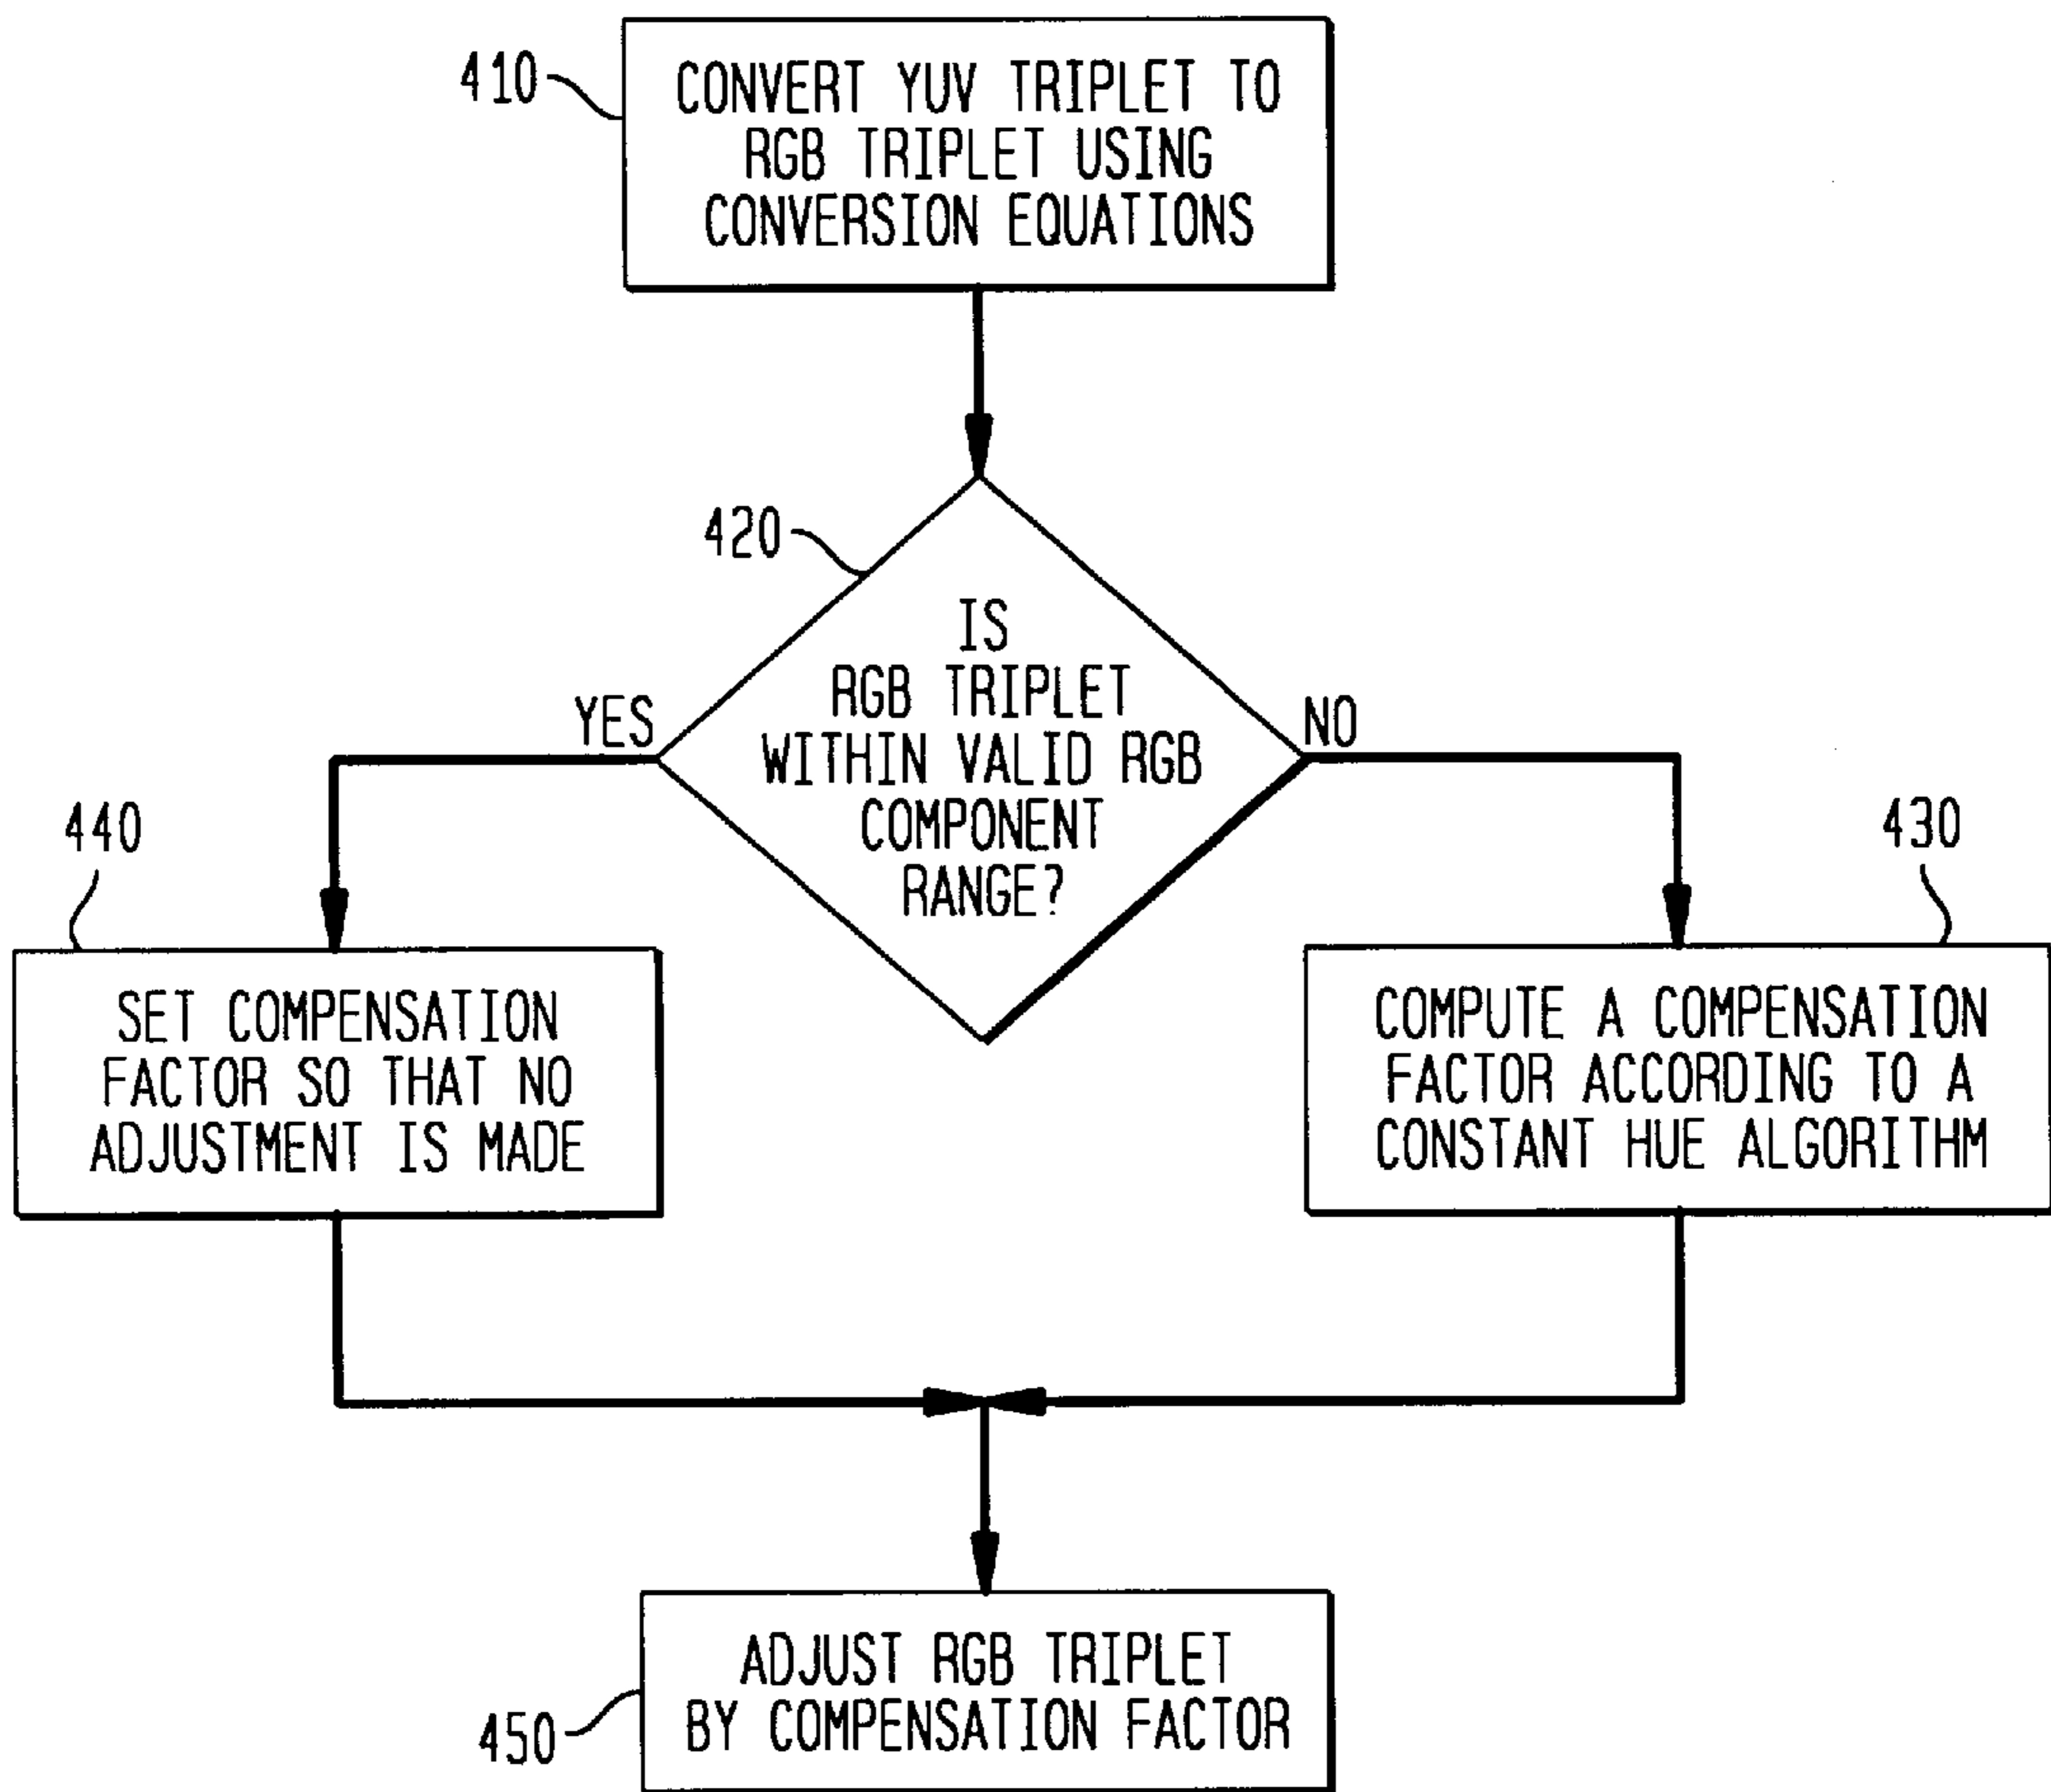 410
CONVERT YUV TRIPLET TO
RGB TRIPLET USING
CONVERSION EQUATIONS
420
IS
RGB TRIPLET
WITHIN VALID RGB
COMPONENT
RANGE?
YES
NO
440
SET COMPENSATION
FACTOR SO THAT NO
ADJUSTMENT IS MADE
430
COMPUTE A COMPENSATION
FACTOR ACCORDING TO A
CONSTANT HUE ALGORITHM
450
ADJUST RGB TRIPLET
BY COMPENSATION FACTOR